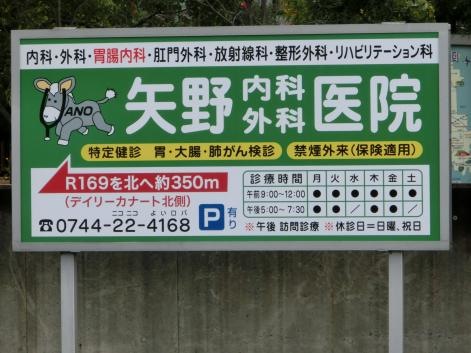 内科・外科・胃腸内科・肛門外科・放射線科・整形外科・リハビリテーション科
YANO
矢野内科外科医院
特定健診 胃・大腸・肺がん検診 禁煙外来(保険適用)
R169を北へ約350m
(デイリーカナート北側)
ニコニコ よいロバ
☎0744-22-4168
P有り
診療時間 月 火 水 木 金 土
午前9:00~12:00 ● ● ● ● ● ●
午後5:00~7:30 ● ● / ● ● /
※午後 訪問診療 ※休診日=日曜、祝日